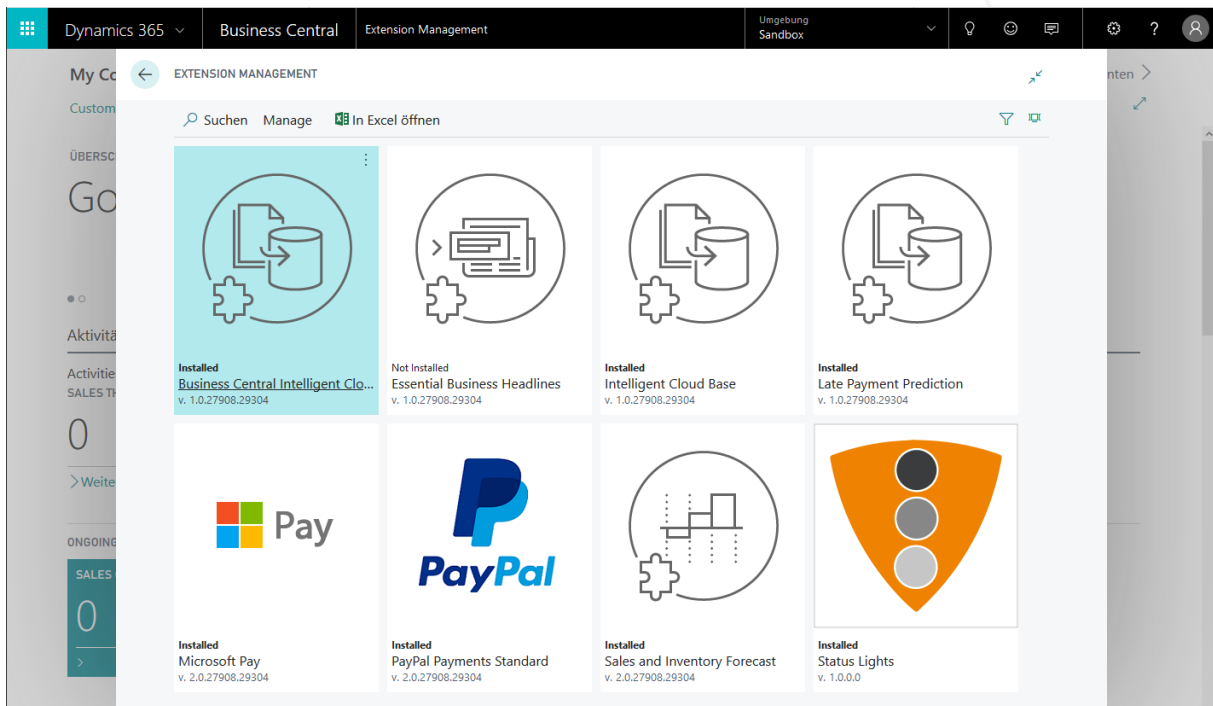 Dynamics 365
Business Central
Extension Management
Umgebung
Sandbox
?
My Co
EXTENSION MANAGEMENT
nten
Custom
Suchen Manage In Excel öffnen
ÜBERSC
Go
Aktivitä
Activitie
SALES TH
0
Weite
ONGOING
SALES
0
Installed
Business Central Intelligent Clo...
v. 1.0.27908.29304
Not Installed
Essential Business Headlines
v. 1.0.27908.29304
Installed
Intelligent Cloud Base
v. 1.0.27908.29304
Installed
Late Payment Prediction
v. 1.0.27908.29304
Pay
Installed
Microsoft Pay
v. 2.0.27908.29304
PayPal
Installed
PayPal Payments Standard
v. 2.0.27908.29304
Installed
Sales and Inventory Forecast
v. 2.0.27908.29304
Installed
Status Lights
v. 1.0.0.0